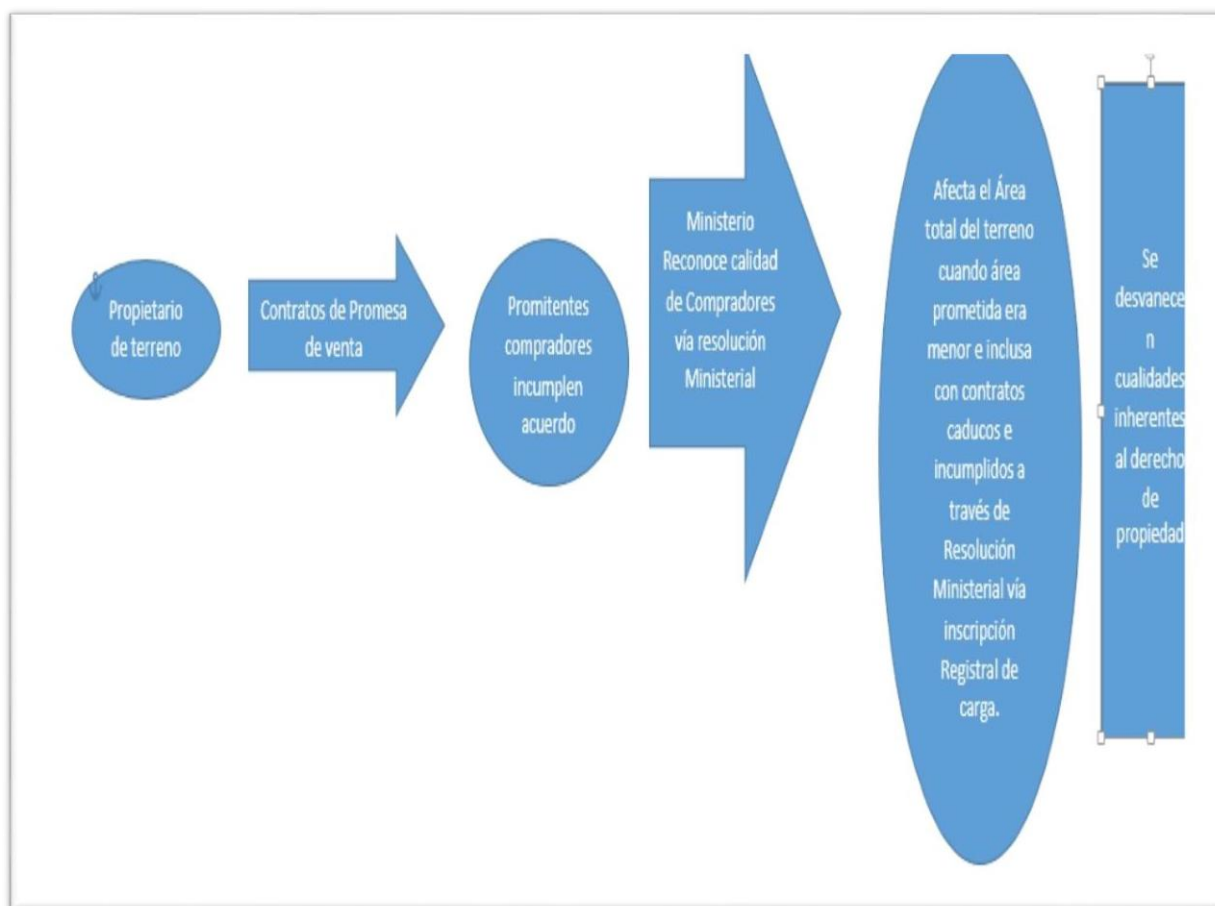 Propietario
de terreno
Contratos de Promesa
de venta
Promitentes
compradores
incumplen
acuerdo
Ministerio
Reconoce calidad
de Compradores
vía resolución
Ministerial
Afecta el Área
total del terreno
cuando área
prometida era
menor e inclusa
con contratos
caducos e
incumplidos a
través de
Resolución
Ministerial vía
inscripción
Registral de
carga.
Se
desvanece
n
cualidades
inherentes
al derecho
de
propiedad